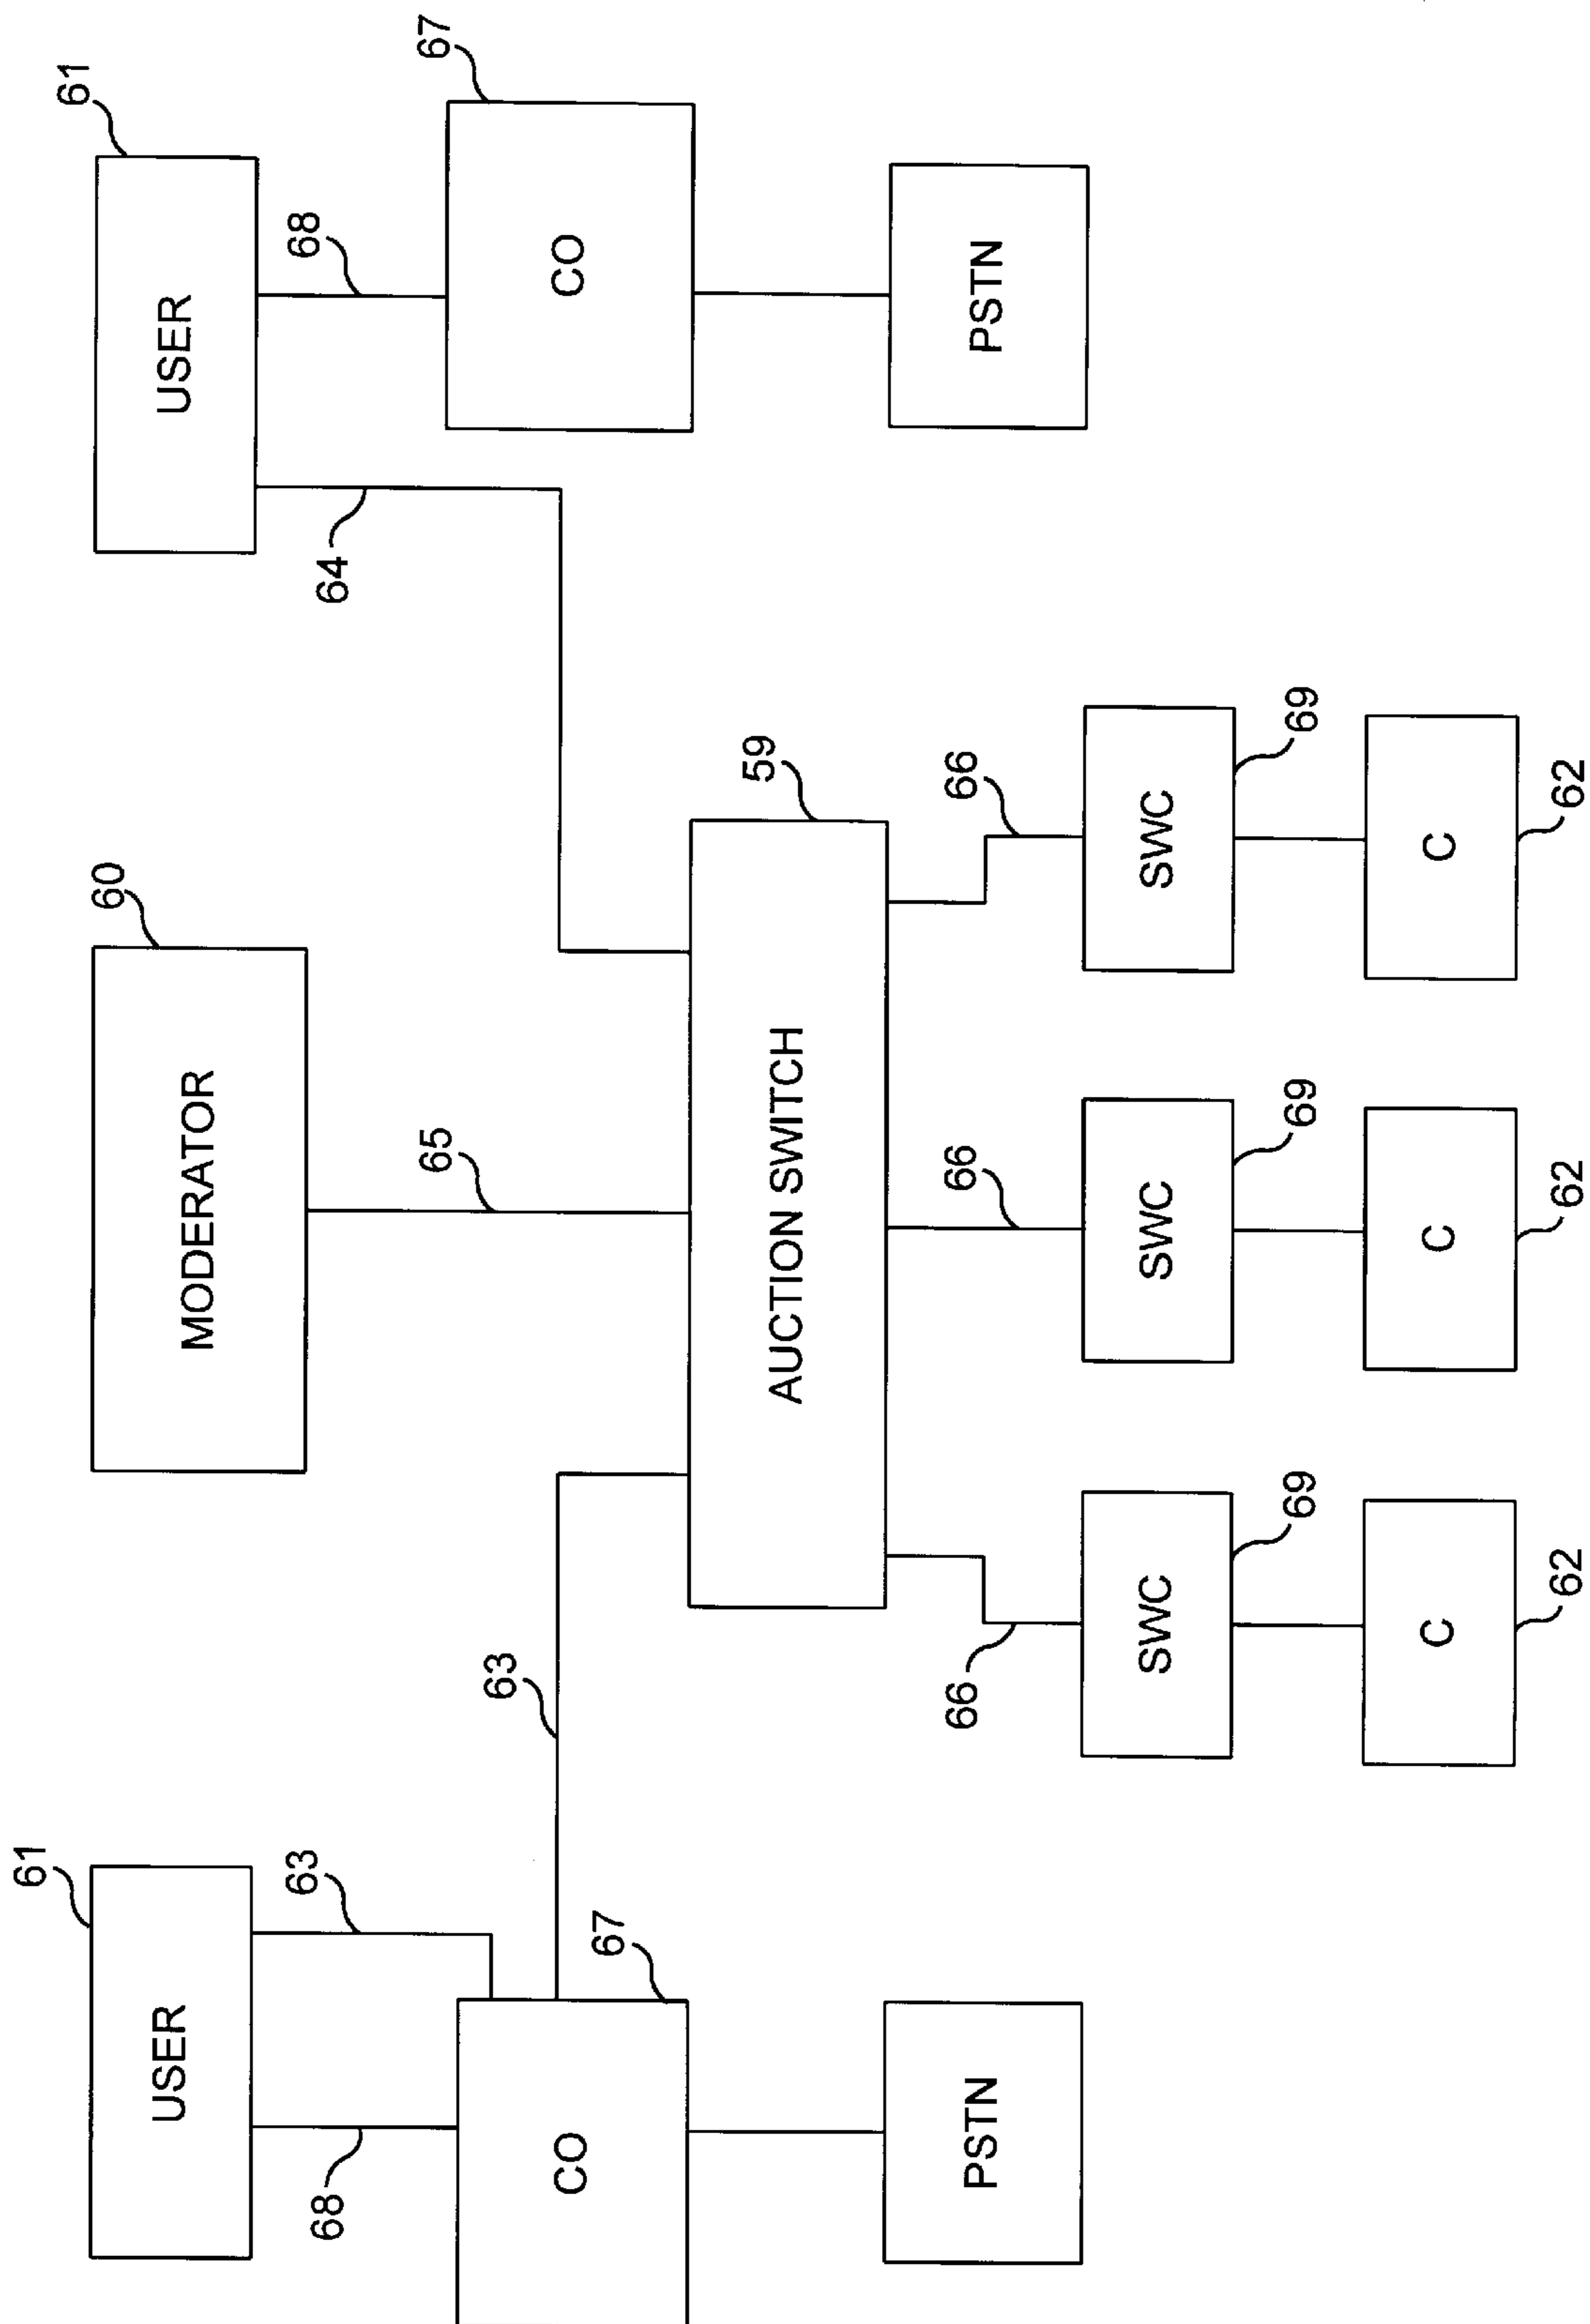 61
60
61
USER
MODERATOR
USER
63
68
65
64
68
67
67
63
CO
CO
59
AUCTION SWITCH
PSTN
PSTN
66
66
66
SWC
SWC
SWC
69
69
69
C
C
C
62
62
62